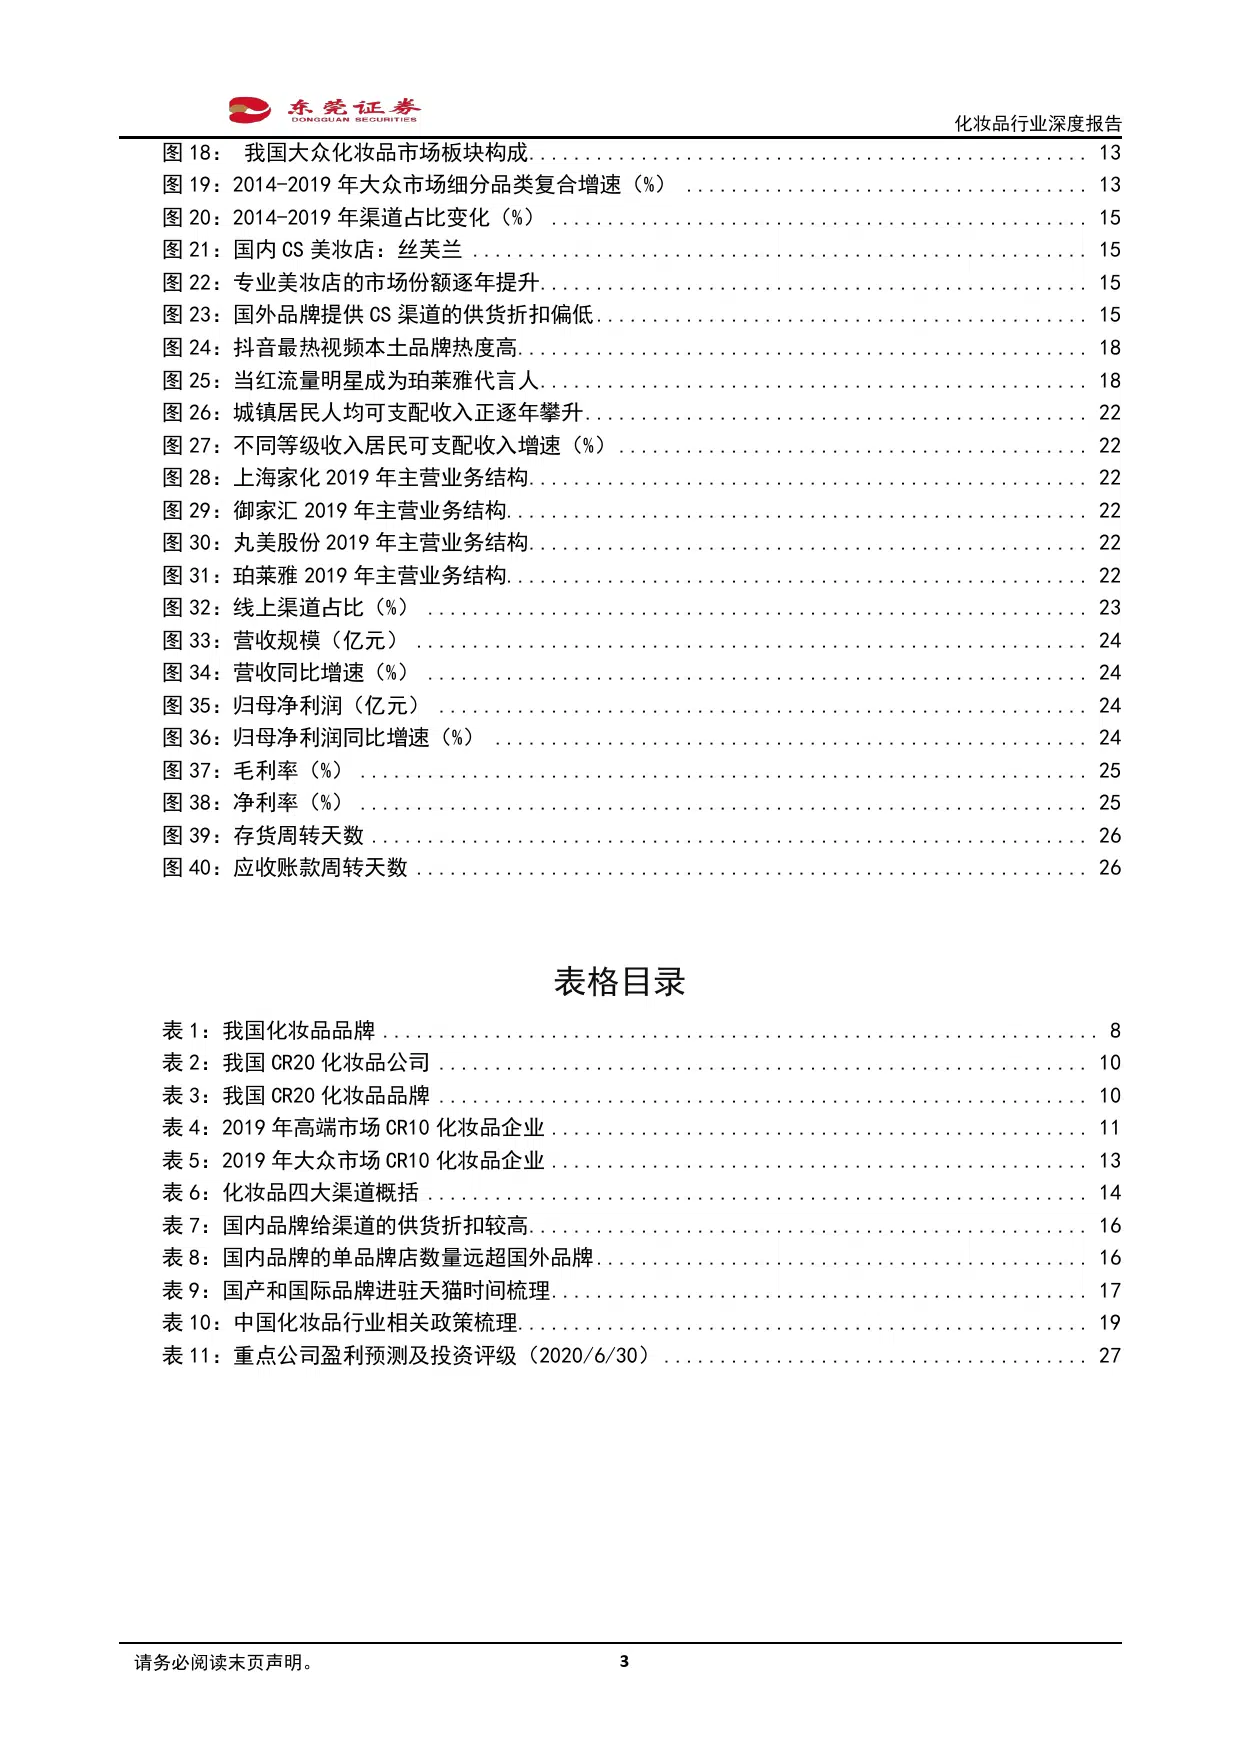 东莞证券
DONGGUAN SECURITIES
化妆品行业深度报告
图 18： 我国大众化妆品市场板块构成.................................................. 13
图 19：2014-2019 年大众市场细分品类复合增速（%） .................................... 13
图 20：2014-2019 年渠道占比变化（%） ................................................ 15
图 21：国内 CS 美妆店：丝芙兰 ....................................................... 15
图 22：专业美妆店的市场份额逐年提升................................................. 15
图 23：国外品牌提供 CS 渠道的供货折扣偏低............................................ 15
图 24：抖音最热视频本土品牌热度高................................................... 18
图 25：当红流量明星成为珀莱雅代言人................................................. 18
图 26：城镇居民人均可支配收入正逐年攀升............................................. 22
图 27：不同等级收入居民可支配收入增速（%）.......................................... 22
图 28：上海家化 2019 年主营业务结构.................................................. 22
图 29：御家汇 2019 年主营业务结构.................................................... 22
图 30：丸美股份 2019 年主营业务结构.................................................. 22
图 31：珀莱雅 2019 年主营业务结构.................................................... 22
图 32：线上渠道占比（%） ........................................................... 23
图 33：营收规模（亿元） ............................................................ 24
图 34：营收同比增速（%） ........................................................... 24
图 35：归母净利润（亿元） .......................................................... 24
图 36：归母净利润同比增速（%） ..................................................... 24
图 37：毛利率（%） ................................................................. 25
图 38：净利率（%） ................................................................. 25
图 39：存货周转天数 ................................................................ 26
图 40：应收账款周转天数 ............................................................ 26
表格目录
表 1：我国化妆品品牌 ................................................................ 8
表 2：我国 CR20 化妆品公司 .......................................................... 10
表 3：我国 CR20 化妆品品牌 .......................................................... 10
表 4：2019 年高端市场 CR10 化妆品企业 ................................................ 11
表 5：2019 年大众市场 CR10 化妆品企业 ................................................ 13
表 6：化妆品四大渠道概括 ........................................................... 14
表 7：国内品牌给渠道的供货折扣较高.................................................. 16
表 8：国内品牌的单品牌店数量远超国外品牌............................................ 16
表 9：国产和国际品牌进驻天猫时间梳理................................................ 17
表 10：中国化妆品行业相关政策梳理................................................... 19
表 11：重点公司盈利预测及投资评级（2020/6/30）...................................... 27
请务必阅读末页声明。
3